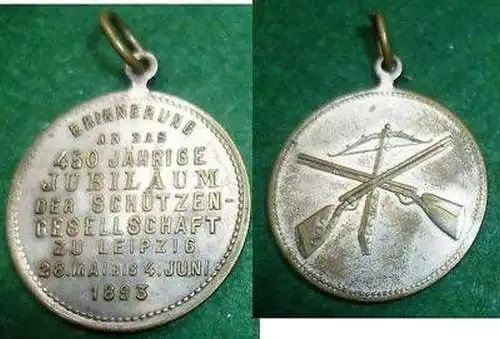 ERINNERUNG
AN DAS
450 JÄHRIGE
JUBILÄUM
DER SCHÜTZEN-
GESELLSCHAFT
ZU LEIPZIG
28. MAI BIS 4. JUNI
1893